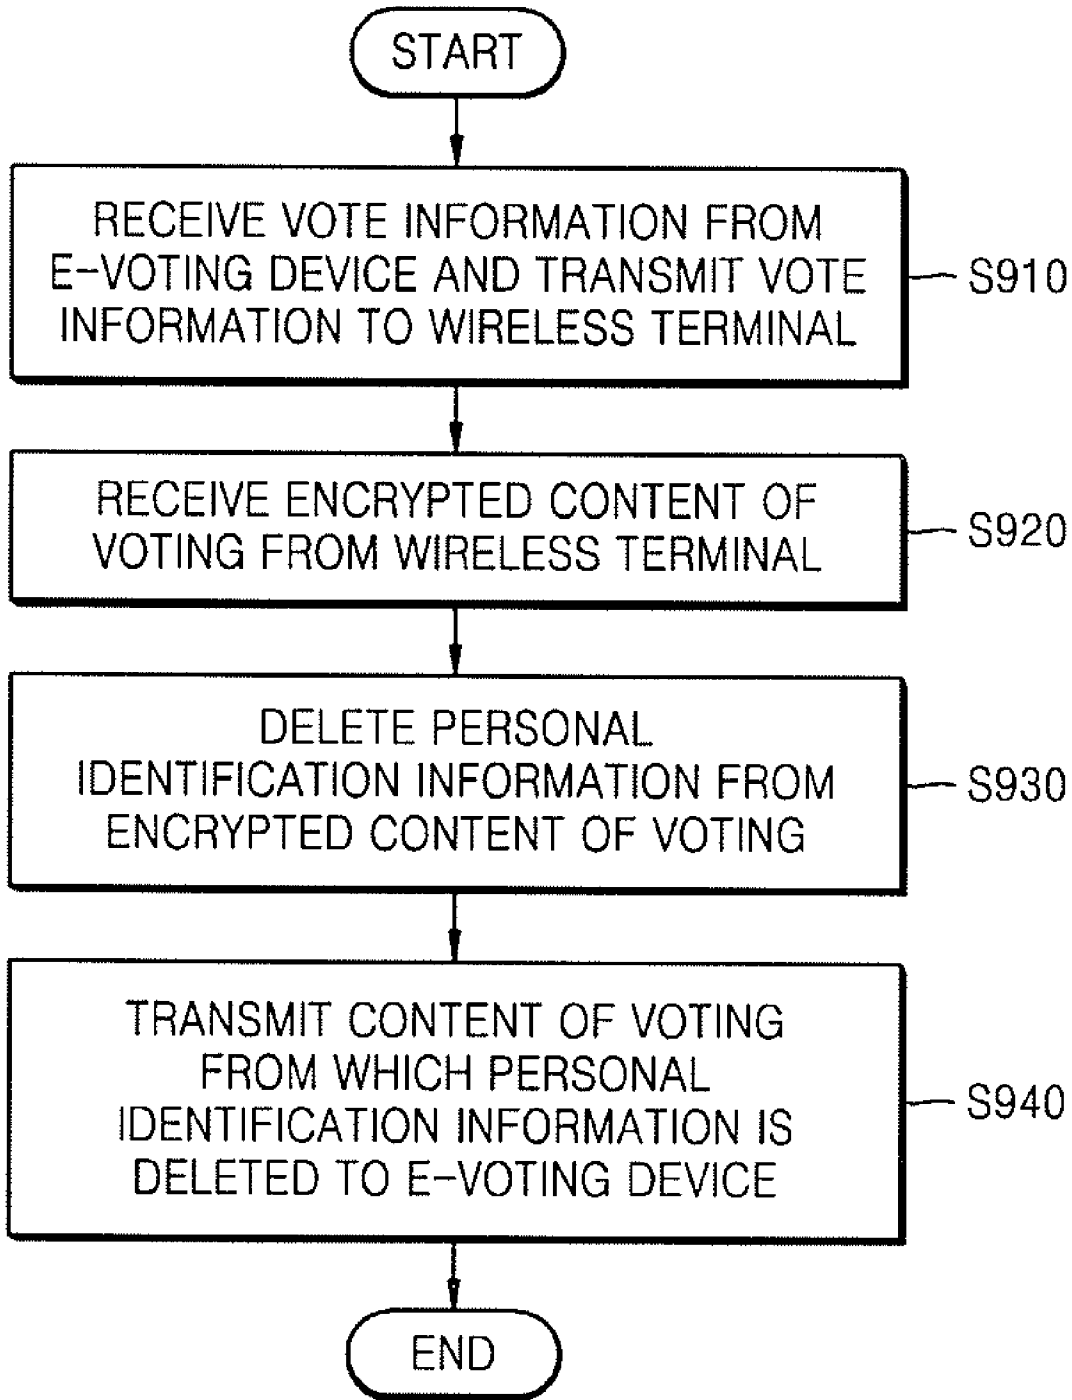 START
RECEIVE VOTE INFORMATION FROM
E-VOTING DEVICE AND TRANSMIT VOTE
INFORMATION TO WIRELESS TERMINAL
S910
RECEIVE ENCRYPTED CONTENT OF
VOTING FROM WIRELESS TERMINAL
S920
DELETE PERSONAL
IDENTIFICATION INFORMATION FROM
ENCRYPTED CONTENT OF VOTING
S930
TRANSMIT CONTENT OF VOTING
FROM WHICH PERSONAL
IDENTIFICATION INFORMATION IS
DELETED TO E-VOTING DEVICE
S940
END